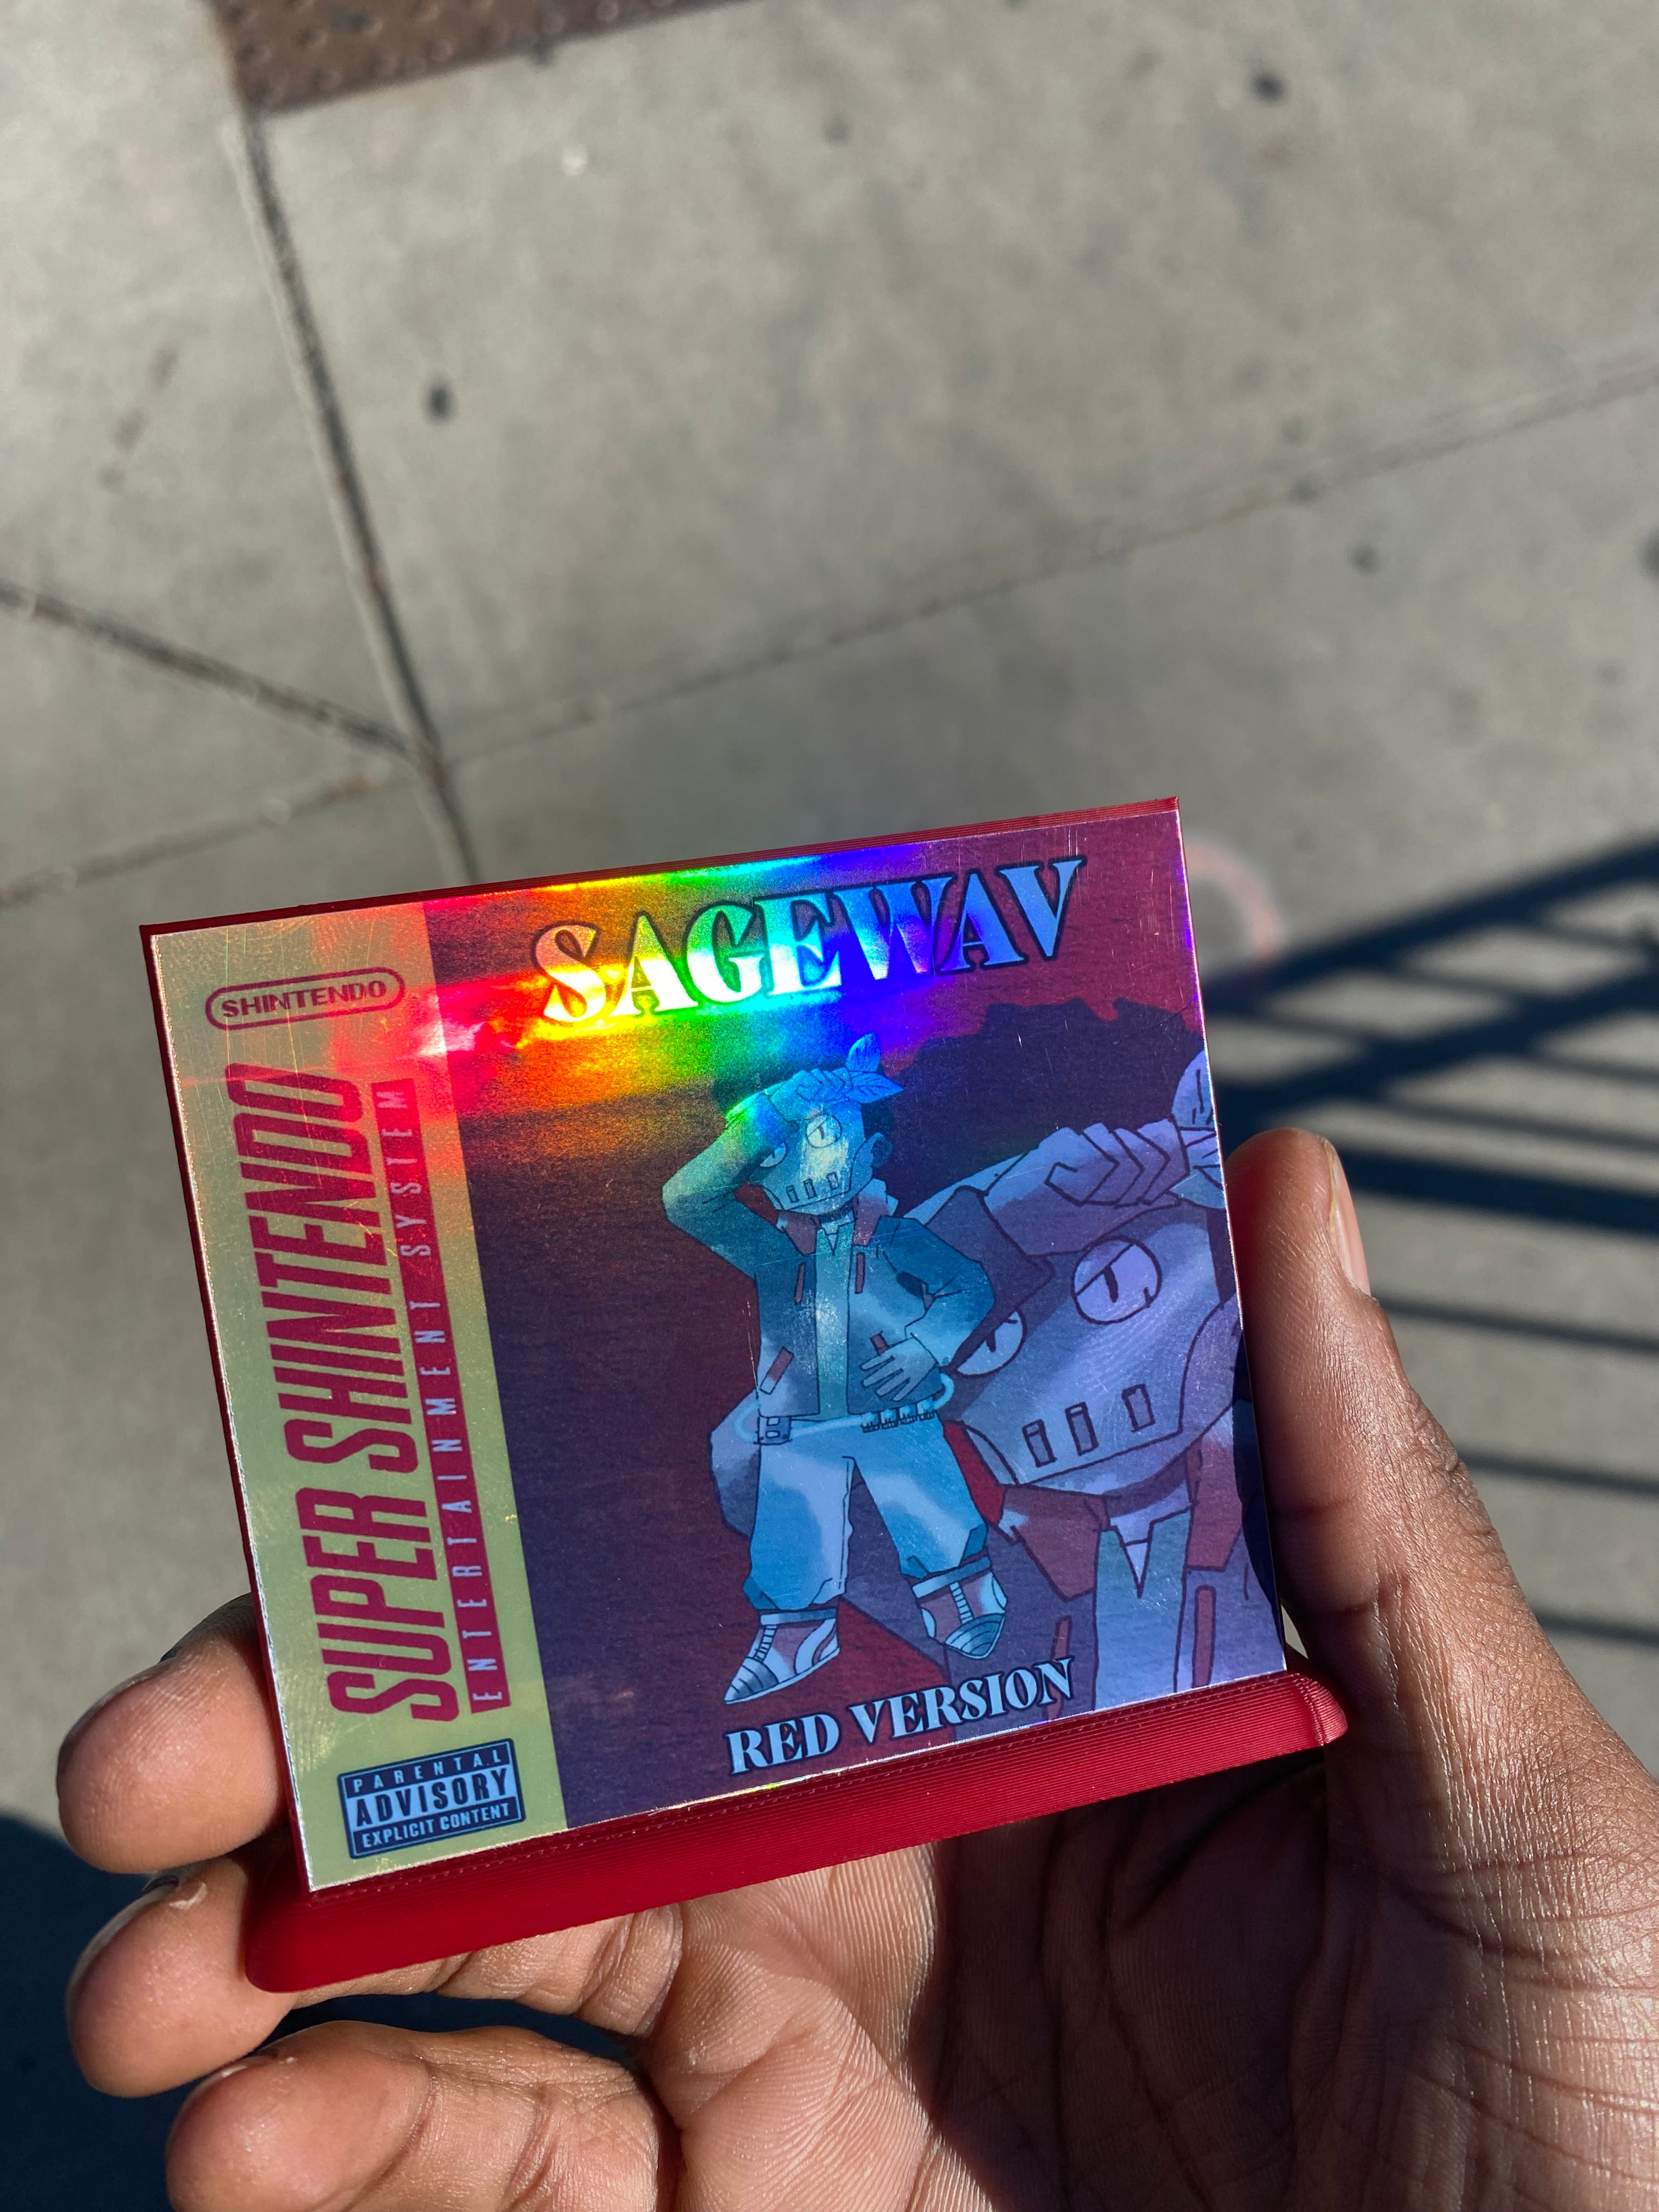 SAGEWAV
SHINTENDO
SUPER SHINTENDO
ENTERTAINMENT SYSTEM
PARENTAL
ADVISORY
EXPLICIT CONTENT
RED VERSION